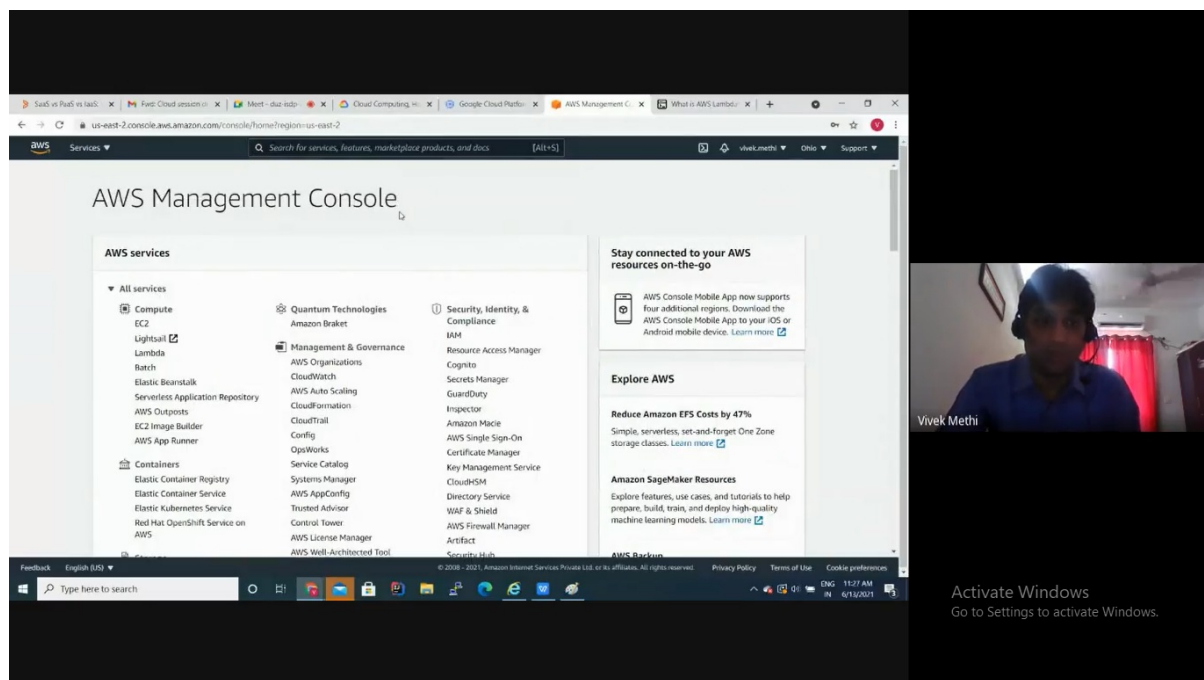 SaaS vs PaaS vs IaaS:
Fwd: Cloud session o
Meet - duz-isdp
Cloud Computing, H
Google Cloud Platfor
AWS Management C
What is AWS Lambda
us-east-2.console.aws.amazon.com/console/home?region=us-east-2
V
aws Services
Search for services, features, marketplace products, and docs [Alt+S]
vivek.methi Ohio Support
AWS Management Console
AWS services
All services
Compute
EC2
Lightsail
Lambda
Batch
Elastic Beanstalk
Serverless Application Repository
AWS Outposts
EC2 Image Builder
AWS App Runner
Containers
Elastic Container Registry
Elastic Container Service
Elastic Kubernetes Service
Red Hat OpenShift Service on
AWS
Storage
Quantum Technologies
Amazon Braket
Management & Governance
AWS Organizations
CloudWatch
AWS Auto Scaling
CloudFormation
CloudTrail
Config
OpsWorks
Service Catalog
Systems Manager
AWS AppConfig
Trusted Advisor
Control Tower
AWS License Manager
AWS Well-Architected Tool
Security, Identity, &
Compliance
IAM
Resource Access Manager
Cognito
Secrets Manager
GuardDuty
Inspector
Amazon Macie
AWS Single Sign-On
Certificate Manager
Key Management Service
CloudHSM
Directory Service
WAF & Shield
AWS Firewall Manager
Artifact
Security Hub
Stay connected to your AWS
resources on-the-go
AWS Console Mobile App now supports
four additional regions. Download the
AWS Console Mobile App to your iOS or
Android mobile device. Learn more
Explore AWS
Reduce Amazon EFS Costs by 47%
Simple, serverless, set-and-forget One Zone
storage classes. Learn more
Amazon SageMaker Resources
Explore features, use cases, and tutorials to help
prepare, build, train, and deploy high-quality
machine learning models. Learn more
AWS Backup
Feedback English (US)
© 2008 - 2021, Amazon Internet Services Private Ltd. or its affiliates. All rights reserved. Privacy Policy Terms of Use Cookie preferences
Type here to search
ENG 11:27 AM
IN 6/13/2021
Vivek Methi
Activate Windows
Go to Settings to activate Windows.